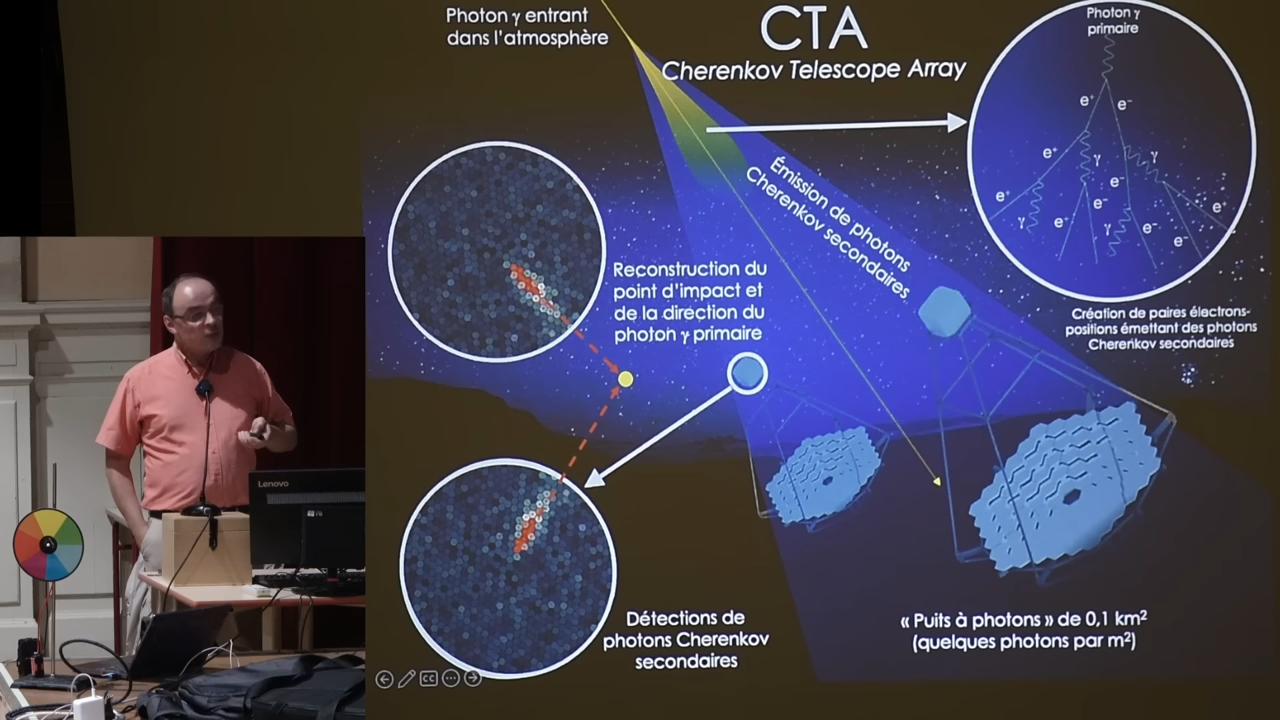 Photon γ entrant
dans l'atmosphère
CTA
Cherenkov Telescope Array
Photon γ
primaire
e⁺
e⁻
e⁺
γ
γ
e⁺
e⁻
e⁻
γ
e⁻
γ
e⁻
e⁻
e⁺
Émission de photons
Cherenkov secondaires
Reconstruction du
point d'impact et
de la direction du
photon γ primaire
Création de paires électrons-
positions émettant des photons
Cherenkov secondaires
Lenovo
Détections de
photons Cherenkov
secondaires
« Puits à photons » de 0,1 km²
(quelques photons par m²)
CC